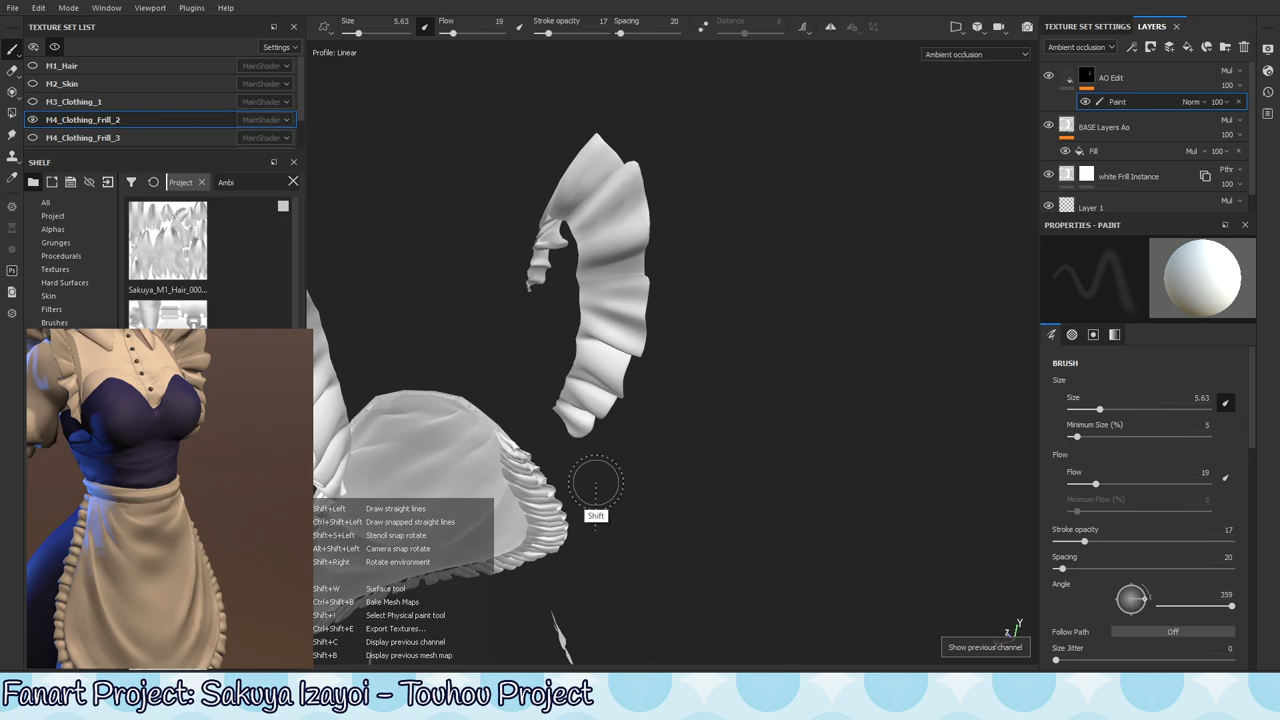 File Edit Mode Window Viewport Plugins Help
TEXTURE SET LIST
Settings
M1_Hair MainShader
M2_Skin MainShader
M3_Clothing_1 MainShader
M4_Clothing_Frill_2 MainShader
M4_Clothing_Frill_3 MainShader
SHELF
Project Ambi
All
Project
Alphas
Grunges
Procedurals
Textures
Hard Surfaces
Skin
Filters
Brushes
Sakuya_M1_Hair_000...
Size 5.63 Flow 19 Stroke opacity 17 Spacing 20 Distance 8
Profile: Linear
Ambient occlusion
Shift
Shift+Left Draw straight lines
Ctrl+Shift+Left Draw snapped straight lines
Shift+S+Left Stencil snap rotate
Alt+Shift+Left Camera snap rotate
Shift+Right Rotate environment
Shift+W Surface tool
Ctrl+Shift+B Bake Mesh Maps
Shift+I Select Physical paint tool
Ctrl+Shift+E Export Textures...
Shift+C Display previous channel
Shift+B Display previous mesh map
Y
Z
Show previous channel
TEXTURE SET SETTINGS LAYERS
Ambient occlusion
AO Edit Mul 100
Paint Norm 100
BASE Layers Ao Mul 100
Fill Mul 100
white Frill Instance Pthr 100
Layer 1 Mul
PROPERTIES - PAINT
BRUSH
Size
Size 5.63
Minimum Size (%) 5
Flow
Flow 19
Minimum Flow (%) 5
Stroke opacity 17
Spacing 20
Angle
359
Follow Path Off
Size Jitter 0
Ps
Fanart Project: Sakuya Izayoi - Touhou Project